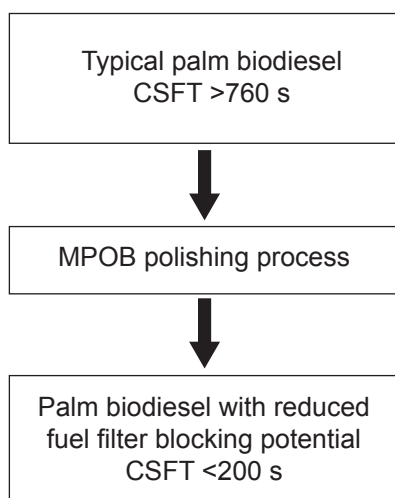 Typical palm biodiesel
CSFT >760 s
MPOB polishing process
Palm biodiesel with reduced
fuel filter blocking potential
CSFT <200 s